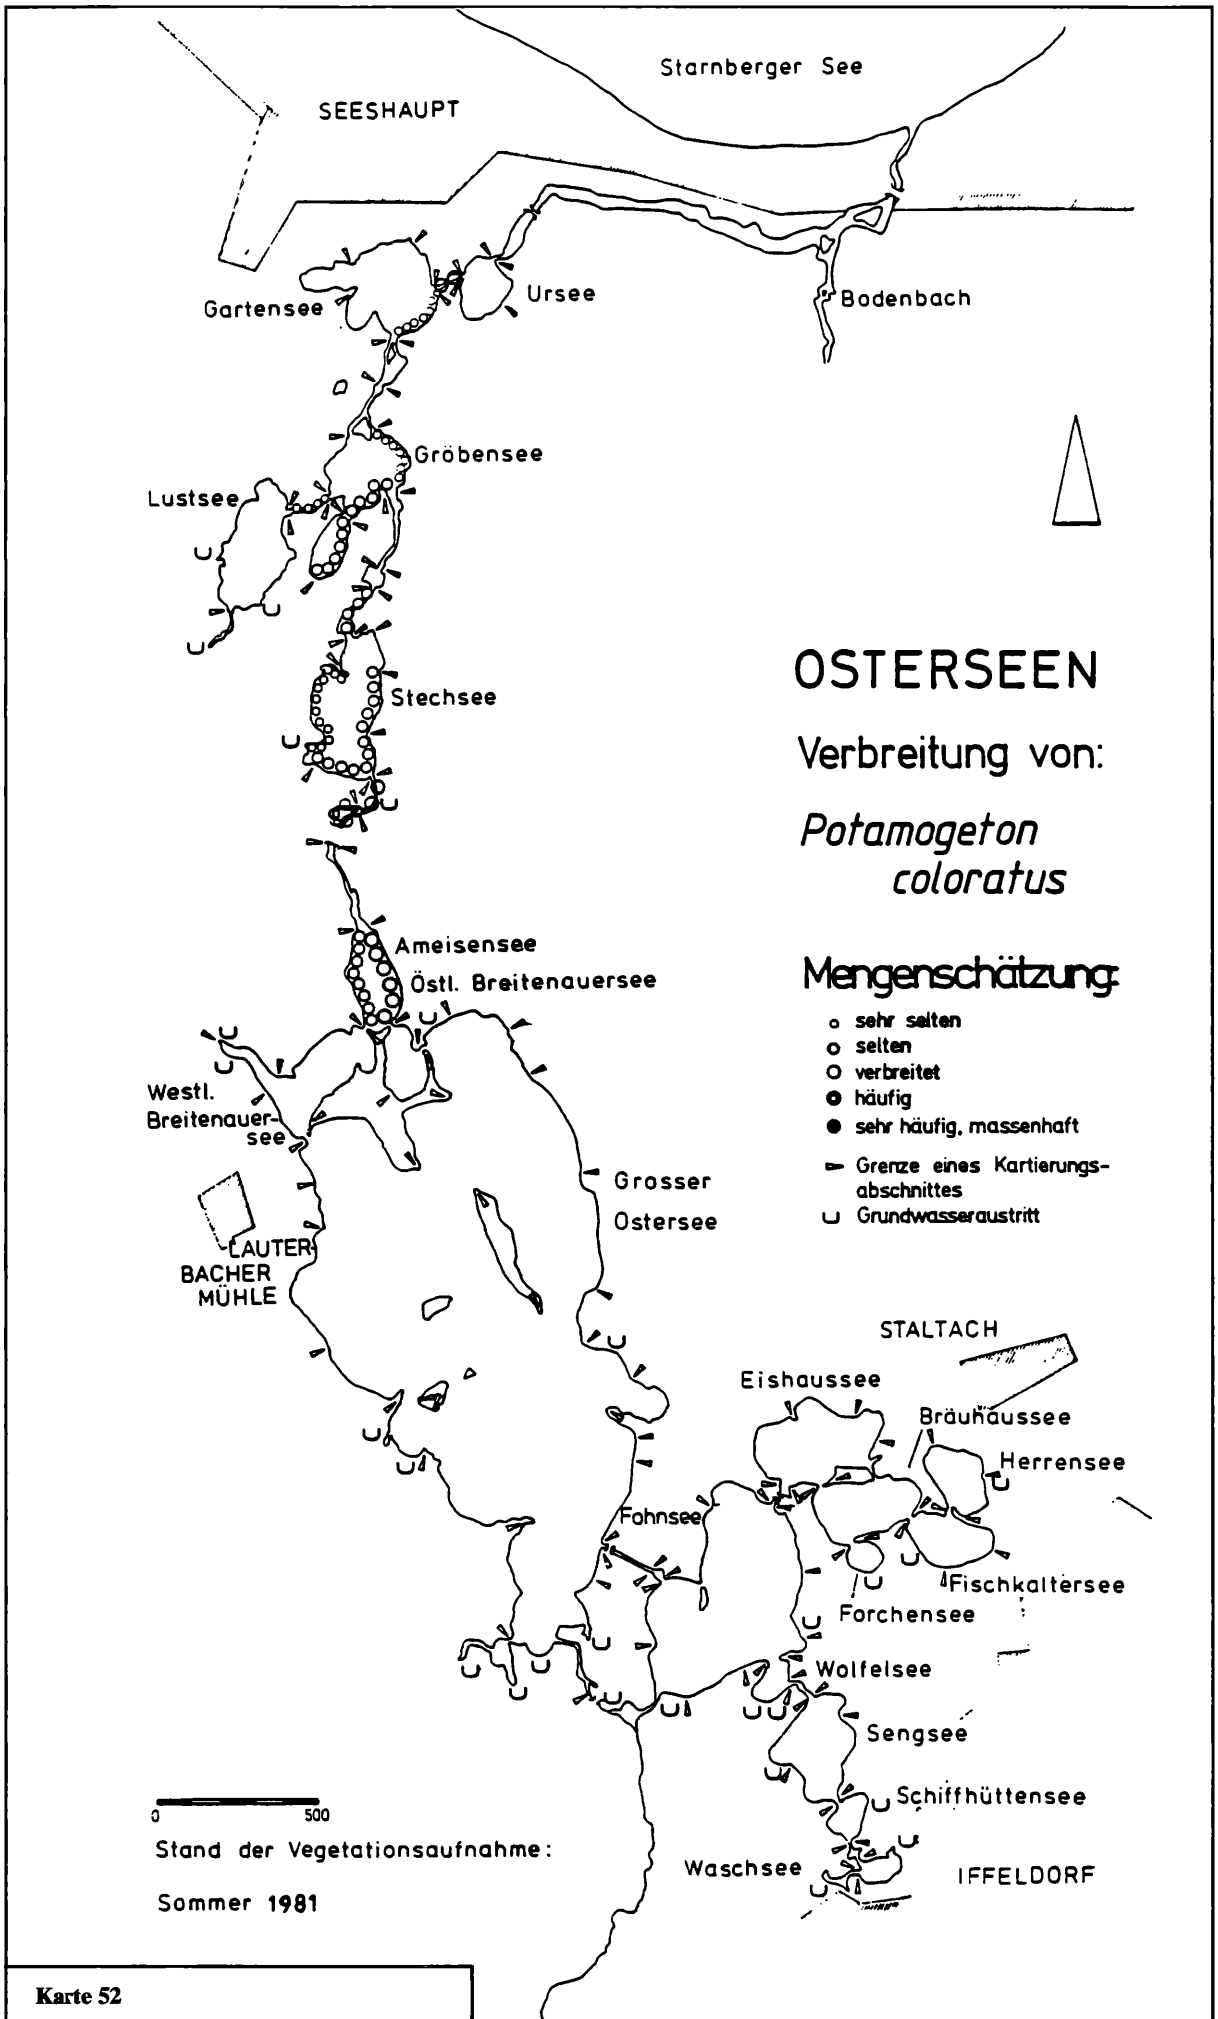 Starnberger See
SEESHAUPT
Gartensee
Ursee
Bodenbach
Gröbensee
Lustsee
Stechsee
OSTERSEEN
Verbreitung von:
Potamogeton
coloratus
Ameisensee
Östl. Breitenauersee
Mengenschätzung:
sehr selten
selten
verbreitet
häufig
sehr häufig, massenhaft
Grenze eines Kartierungs-
abschnittes
Grundwasseraustritt
Westl.
Breitenauer-
see
Grosser
Ostersee
LAUTER-
BACHER
MÜHLE
STALTACH
Eishaussee
Bräuhaussee
Herrensee
Fohnsee
Fischkaltersee
Forchensee
Wolfelsee
Sengsee
Schiffhüttensee
Waschsee
IFFELDORF
0 500
Stand der Vegetationsaufnahme:
Sommer 1981
Karte 52